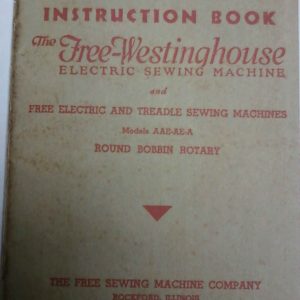 INSTRUCTION BOOK
The Free-Westinghouse
ELECTRIC SEWING MACHINE
and
FREE ELECTRIC AND TREADLE SEWING MACHINES
Models AAE-AE-A
ROUND BOBBIN ROTARY
THE FREE SEWING MACHINE COMPANY
ROCKFORD, ILLINOIS